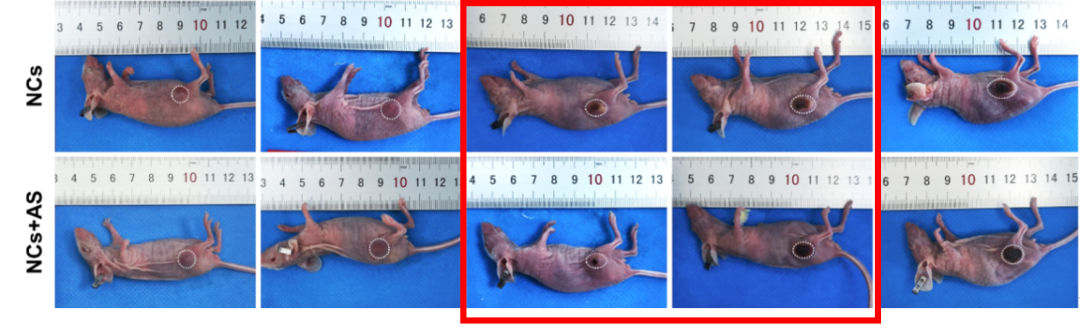 NCs
3 4 5 6 7 8 9 10 11 12
4 5 6 7 8 9 10 11 12 13
6 7 8 9 10 11 12 13 14
7 8 9 10 11 12 13 14 15
6 7 8 9 10 11 12 13 14
NCs+AS
3 4 5 6 7 8 9 10 11 12 13
3 4 5 6 7 8 9 10 11 12
4 5 6 7 8 9 10 11 12 13
5 6 7 8 9 10 11 12 13
6 7 8 9 10 11 12 13 14 15